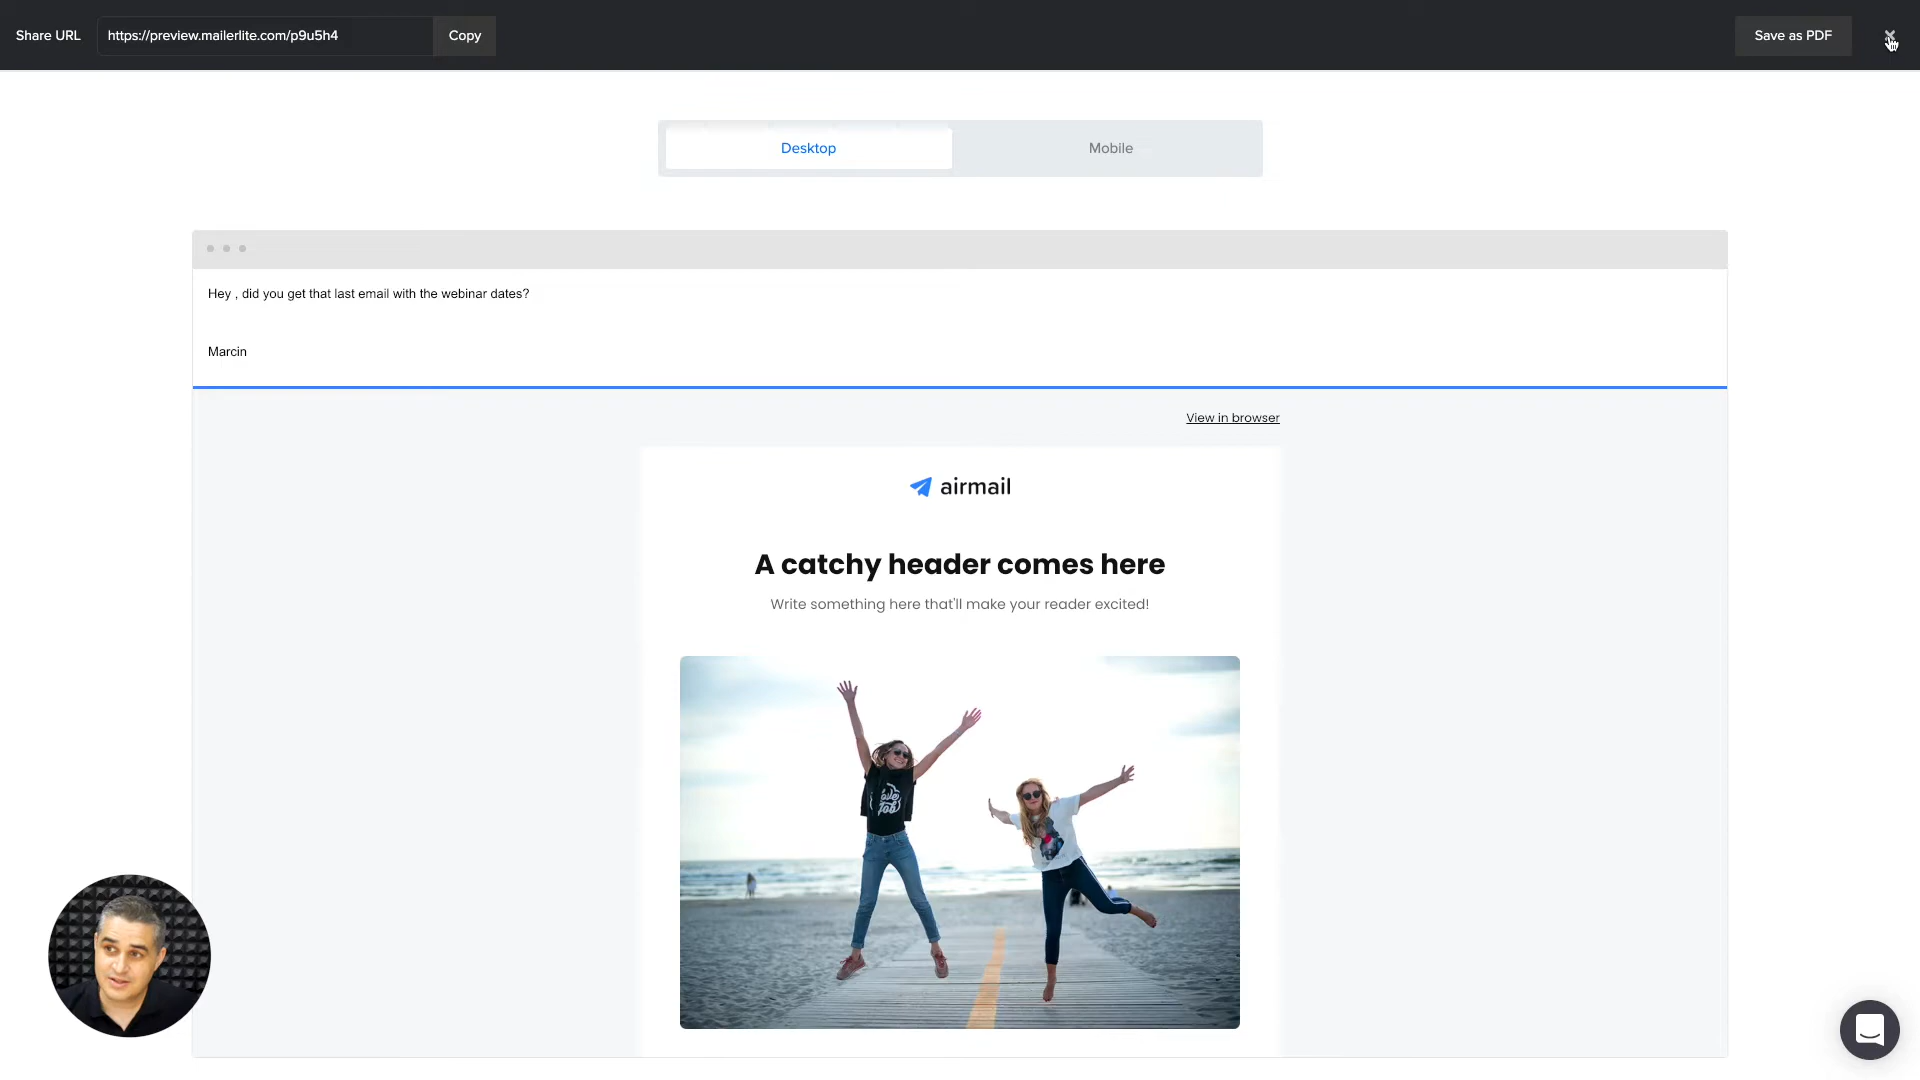 Share URL
https://preview.mailerlite.com/p9u5h4
Copy
Save as PDF
Desktop
Mobile
Hey , did you get that last email with the webinar dates?
Marcin
View in browser
airmail
A catchy header comes here
Write something here that'll make your reader excited!